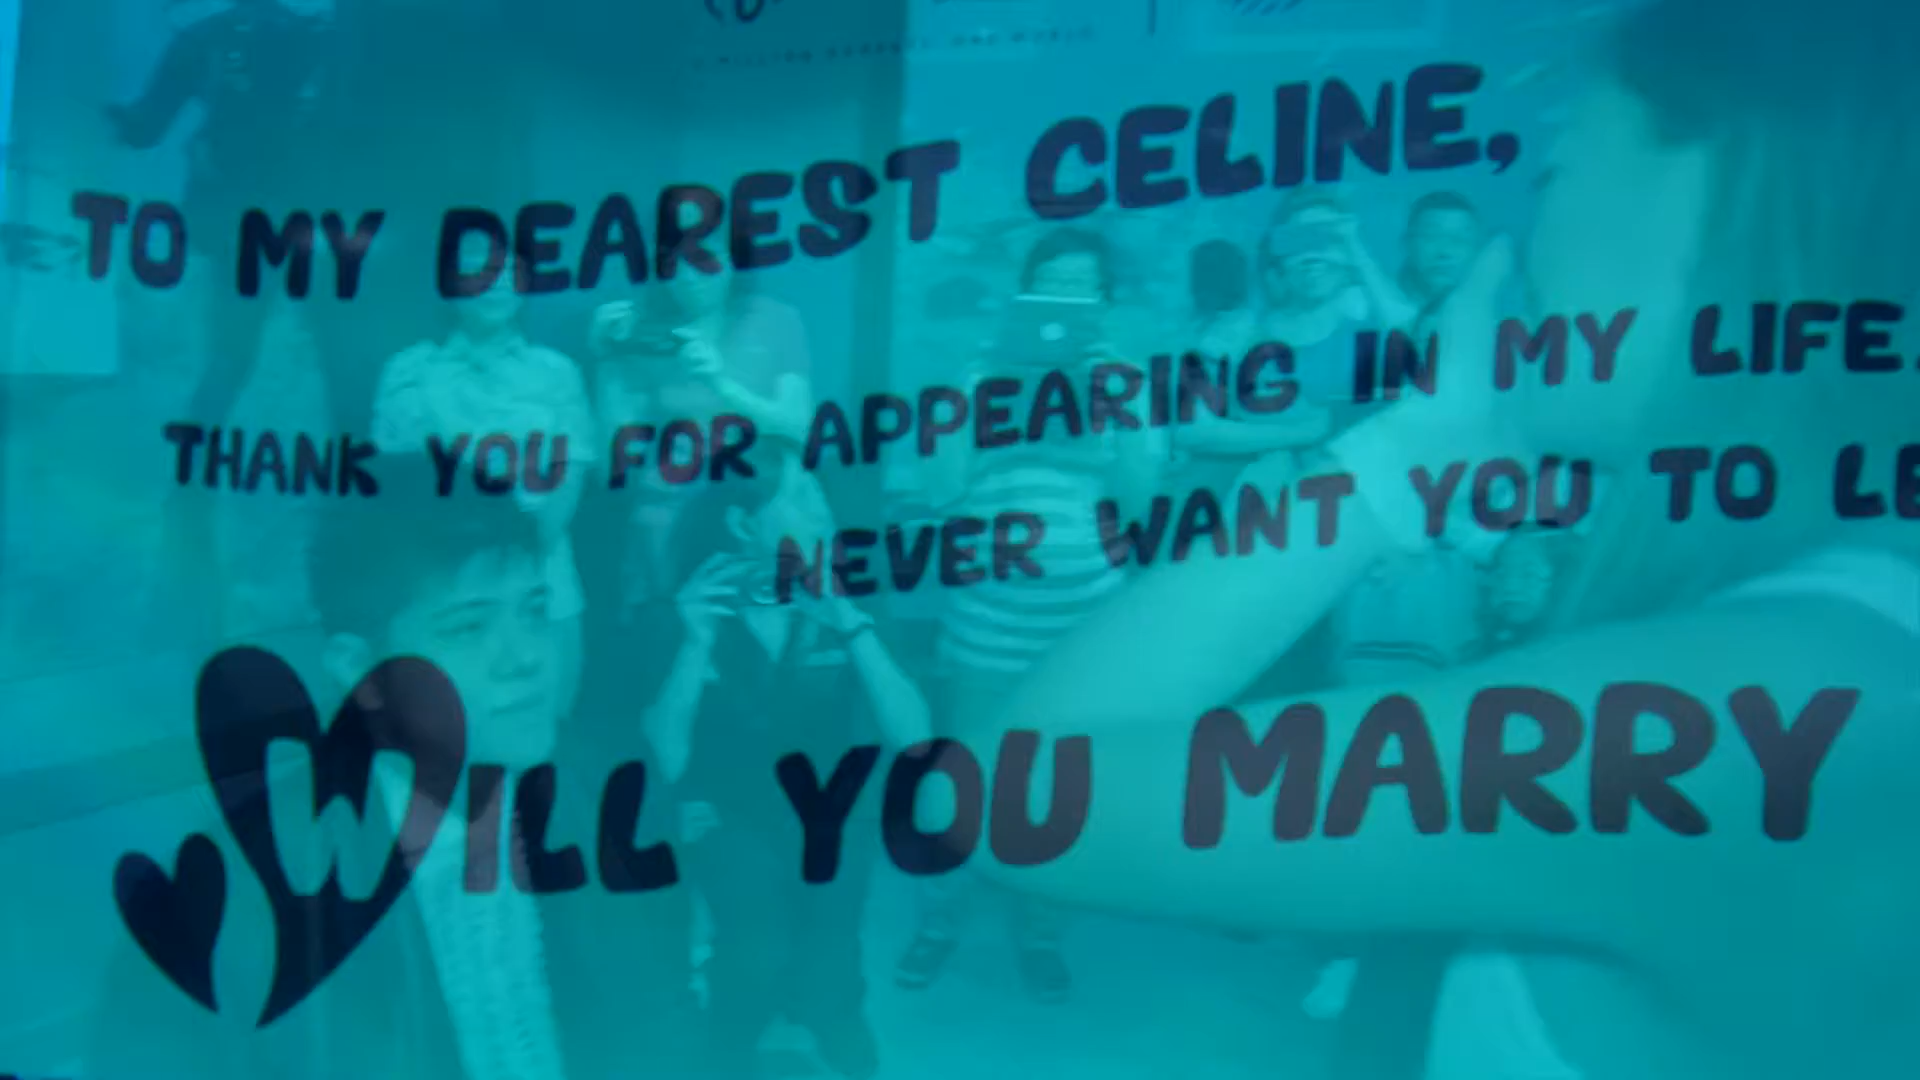 TO MY DEAREST CELINE,
THANK YOU FOR APPEARING IN MY LIFE.
NEVER WANT YOU TO
WILL YOU MARRY